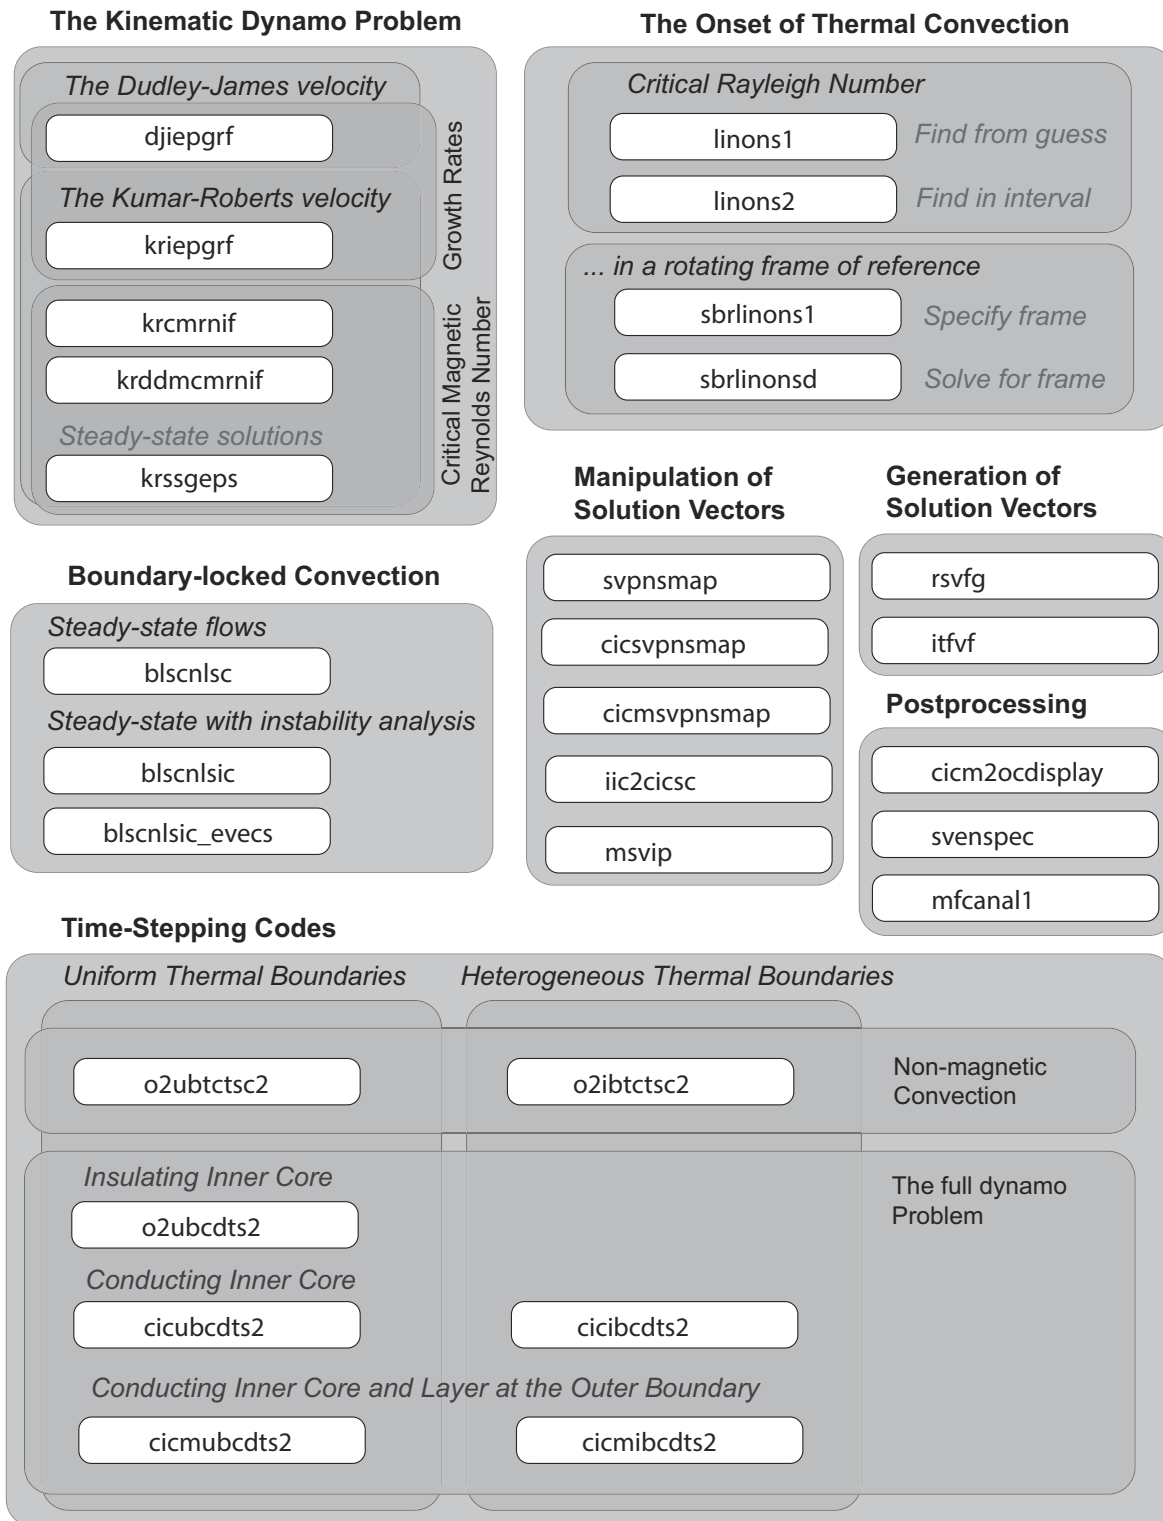 The Kinematic Dynamo Problem
The Dudley-James velocity
djiepgrf
The Kumar-Roberts velocity
kriepgrf
Growth Rates
krcmrnif
krddmcmrnif
Steady-state solutions
krssgeps
Critical Magnetic
Reynolds Number
The Onset of Thermal Convection
Critical Rayleigh Number
linons1
Find from guess
linons2
Find in interval
... in a rotating frame of reference
sbrlinons1
Specify frame
sbrlinonsd
Solve for frame
Boundary-locked Convection
Steady-state flows
blscnlsc
Steady-state with instability analysis
blscnlsic
blscnlsic_evecs
Manipulation of
Solution Vectors
svpnsmap
cicsvpnsmap
cicmsvpnsmap
iic2cicsc
msvip
Generation of
Solution Vectors
rsvfg
itfvf
Postprocessing
cicm2ocdisplay
svenspec
mfcanal1
Time-Stepping Codes
Uniform Thermal Boundaries
Heterogeneous Thermal Boundaries
o2ubtctsc2
o2ibtctsc2
Non-magnetic
Convection
Insulating Inner Core
o2ubcdts2
The full dynamo
Problem
Conducting Inner Core
cicubcdts2
cicibcdts2
Conducting Inner Core and Layer at the Outer Boundary
cicmubcdts2
cicmibcdts2